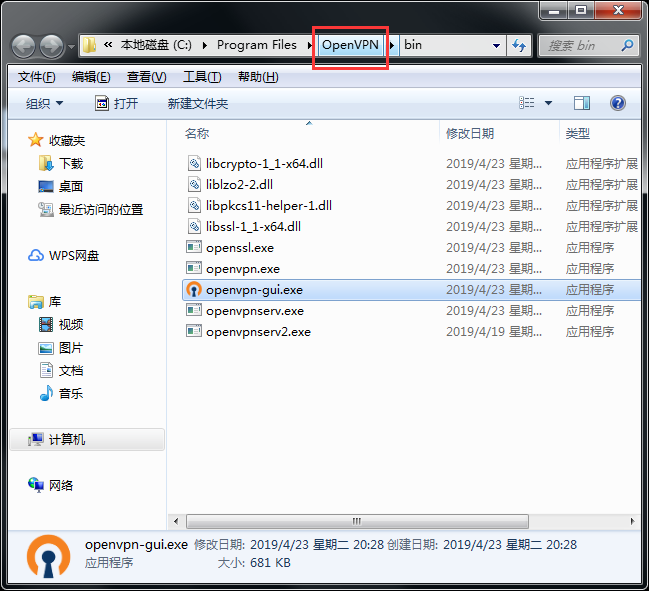 « 本地磁盘 (C:) Program Files OpenVPN bin 搜索 bin
文件(F) 编辑(E) 查看(V) 工具(T) 帮助(H)
组织 打开 新建文件夹
收藏夹
下载
桌面
最近访问的位置
WPS网盘
库
视频
图片
文档
音乐
计算机
网络
名称 修改日期 类型
libcrypto-1_1-x64.dll 2019/4/23 星期... 应用程序扩展
liblzo2-2.dll 2019/4/23 星期... 应用程序扩展
libpkcs11-helper-1.dll 2019/4/23 星期... 应用程序扩展
libssl-1_1-x64.dll 2019/4/23 星期... 应用程序扩展
openssl.exe 2019/4/23 星期... 应用程序
openvpn.exe 2019/4/23 星期... 应用程序
openvpn-gui.exe 2019/4/23 星期... 应用程序
openvpnserv.exe 2019/4/23 星期... 应用程序
openvpnserv2.exe 2019/4/19 星期... 应用程序
openvpn-gui.exe 修改日期: 2019/4/23 星期二 20:28 创建日期: 2019/4/23 星期二 20:28
应用程序 大小: 681 KB